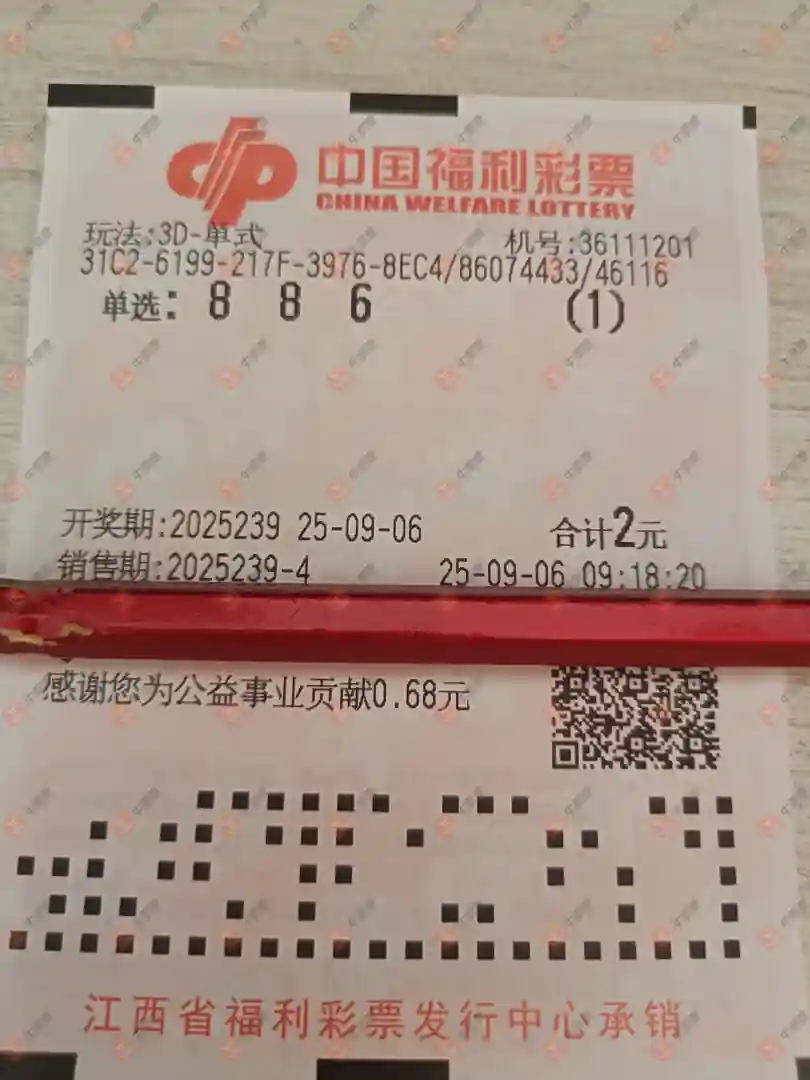 中国福利彩票
CHINA WELFARE LOTTERY
玩法:3D-单式 机号:36111201
31C2-6199-217F-3976-8EC4/86074433/46116
单选: 8 8 6 (1)
开奖期:2025239 25-09-06 合计2元
销售期:2025239-4 25-09-06 09:18:20
感谢您为公益事业贡献0.68元
江西省福利彩票发行中心承销